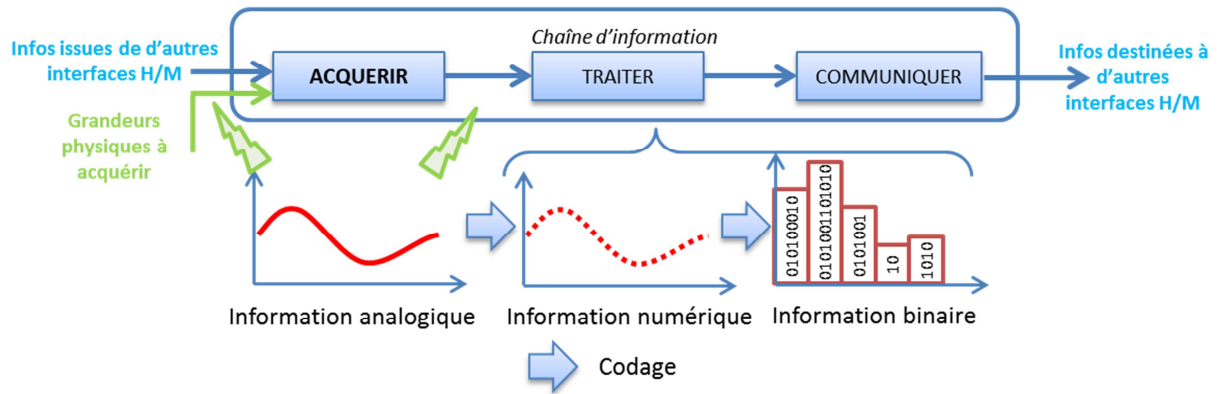 Chaîne d'information
Infos issues de d'autres
interfaces H/M
ACQUERIR
TRAITER
COMMUNIQUER
Infos destinées à
d'autres
interfaces H/M
Grandeurs
physiques à
acquérir
010100010
0101001101010
0101001
10
1010
Information analogique
Information numérique
Information binaire
Codage